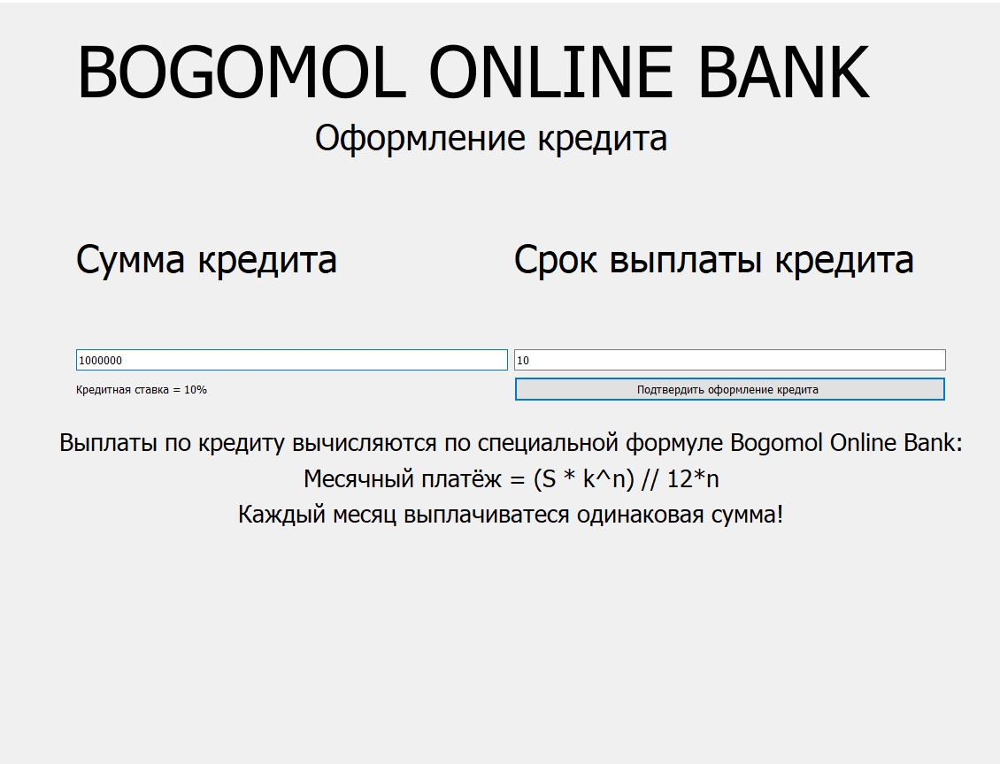 BOGOMOL ONLINE BANK
Оформление кредита
Сумма кредита
Срок выплаты кредита
1000000
10
Кредитная ставка = 10%
Подтвердить оформление кредита
Выплаты по кредиту вычисляются по специальной формуле Bogomol Online Bank:
Месячный платёж = (S * k^n) // 12*n
Каждый месяц выплачиватеся одинаковая сумма!